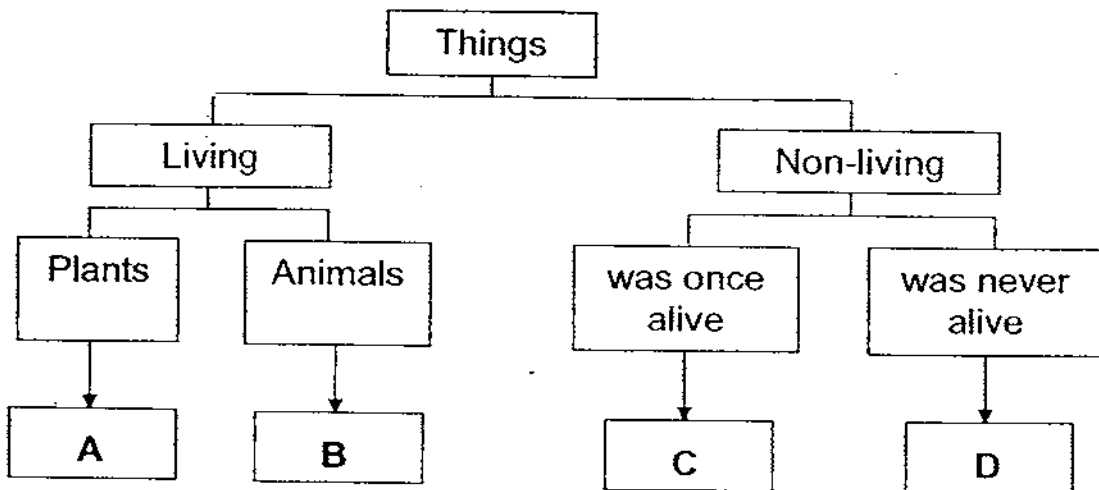 Things
Living
Non-living
Plants
Animals
was once
alive
was never
alive
A
B
C
D